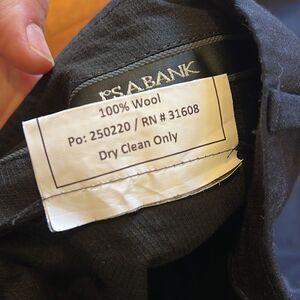 JOS.A.BANK
100% Wool
Po: 250220 / RN # 31608
Dry Clean Only